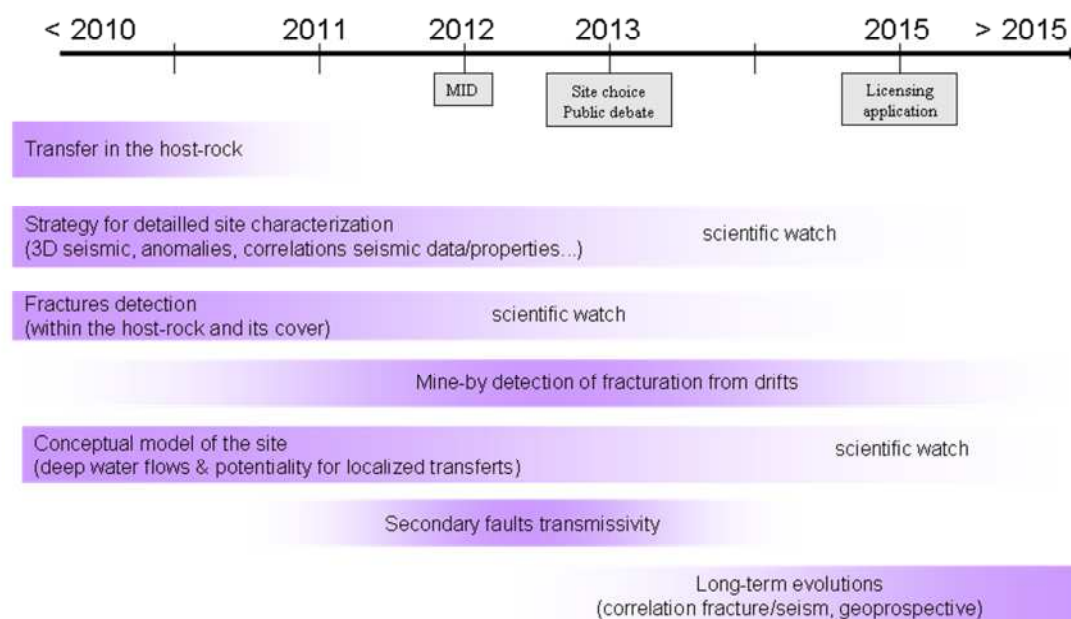 < 2010 2011 2012 2013 2015 > 2015
MID
Site choice
Public debate
Licensing
application
Transfer in the host-rock
Strategy for detailled site characterization
(3D seismic, anomalies, correlations seismic data/properties...)
scientific watch
Fractures detection
(within the host-rock and its cover)
scientific watch
Mine-by detection of fracturation from drifts
Conceptual model of the site
(deep water flows & potentiality for localized transferts)
scientific watch
Secondary faults transmissivity
Long-term evolutions
(correlation fracture/seism, geoprospective)